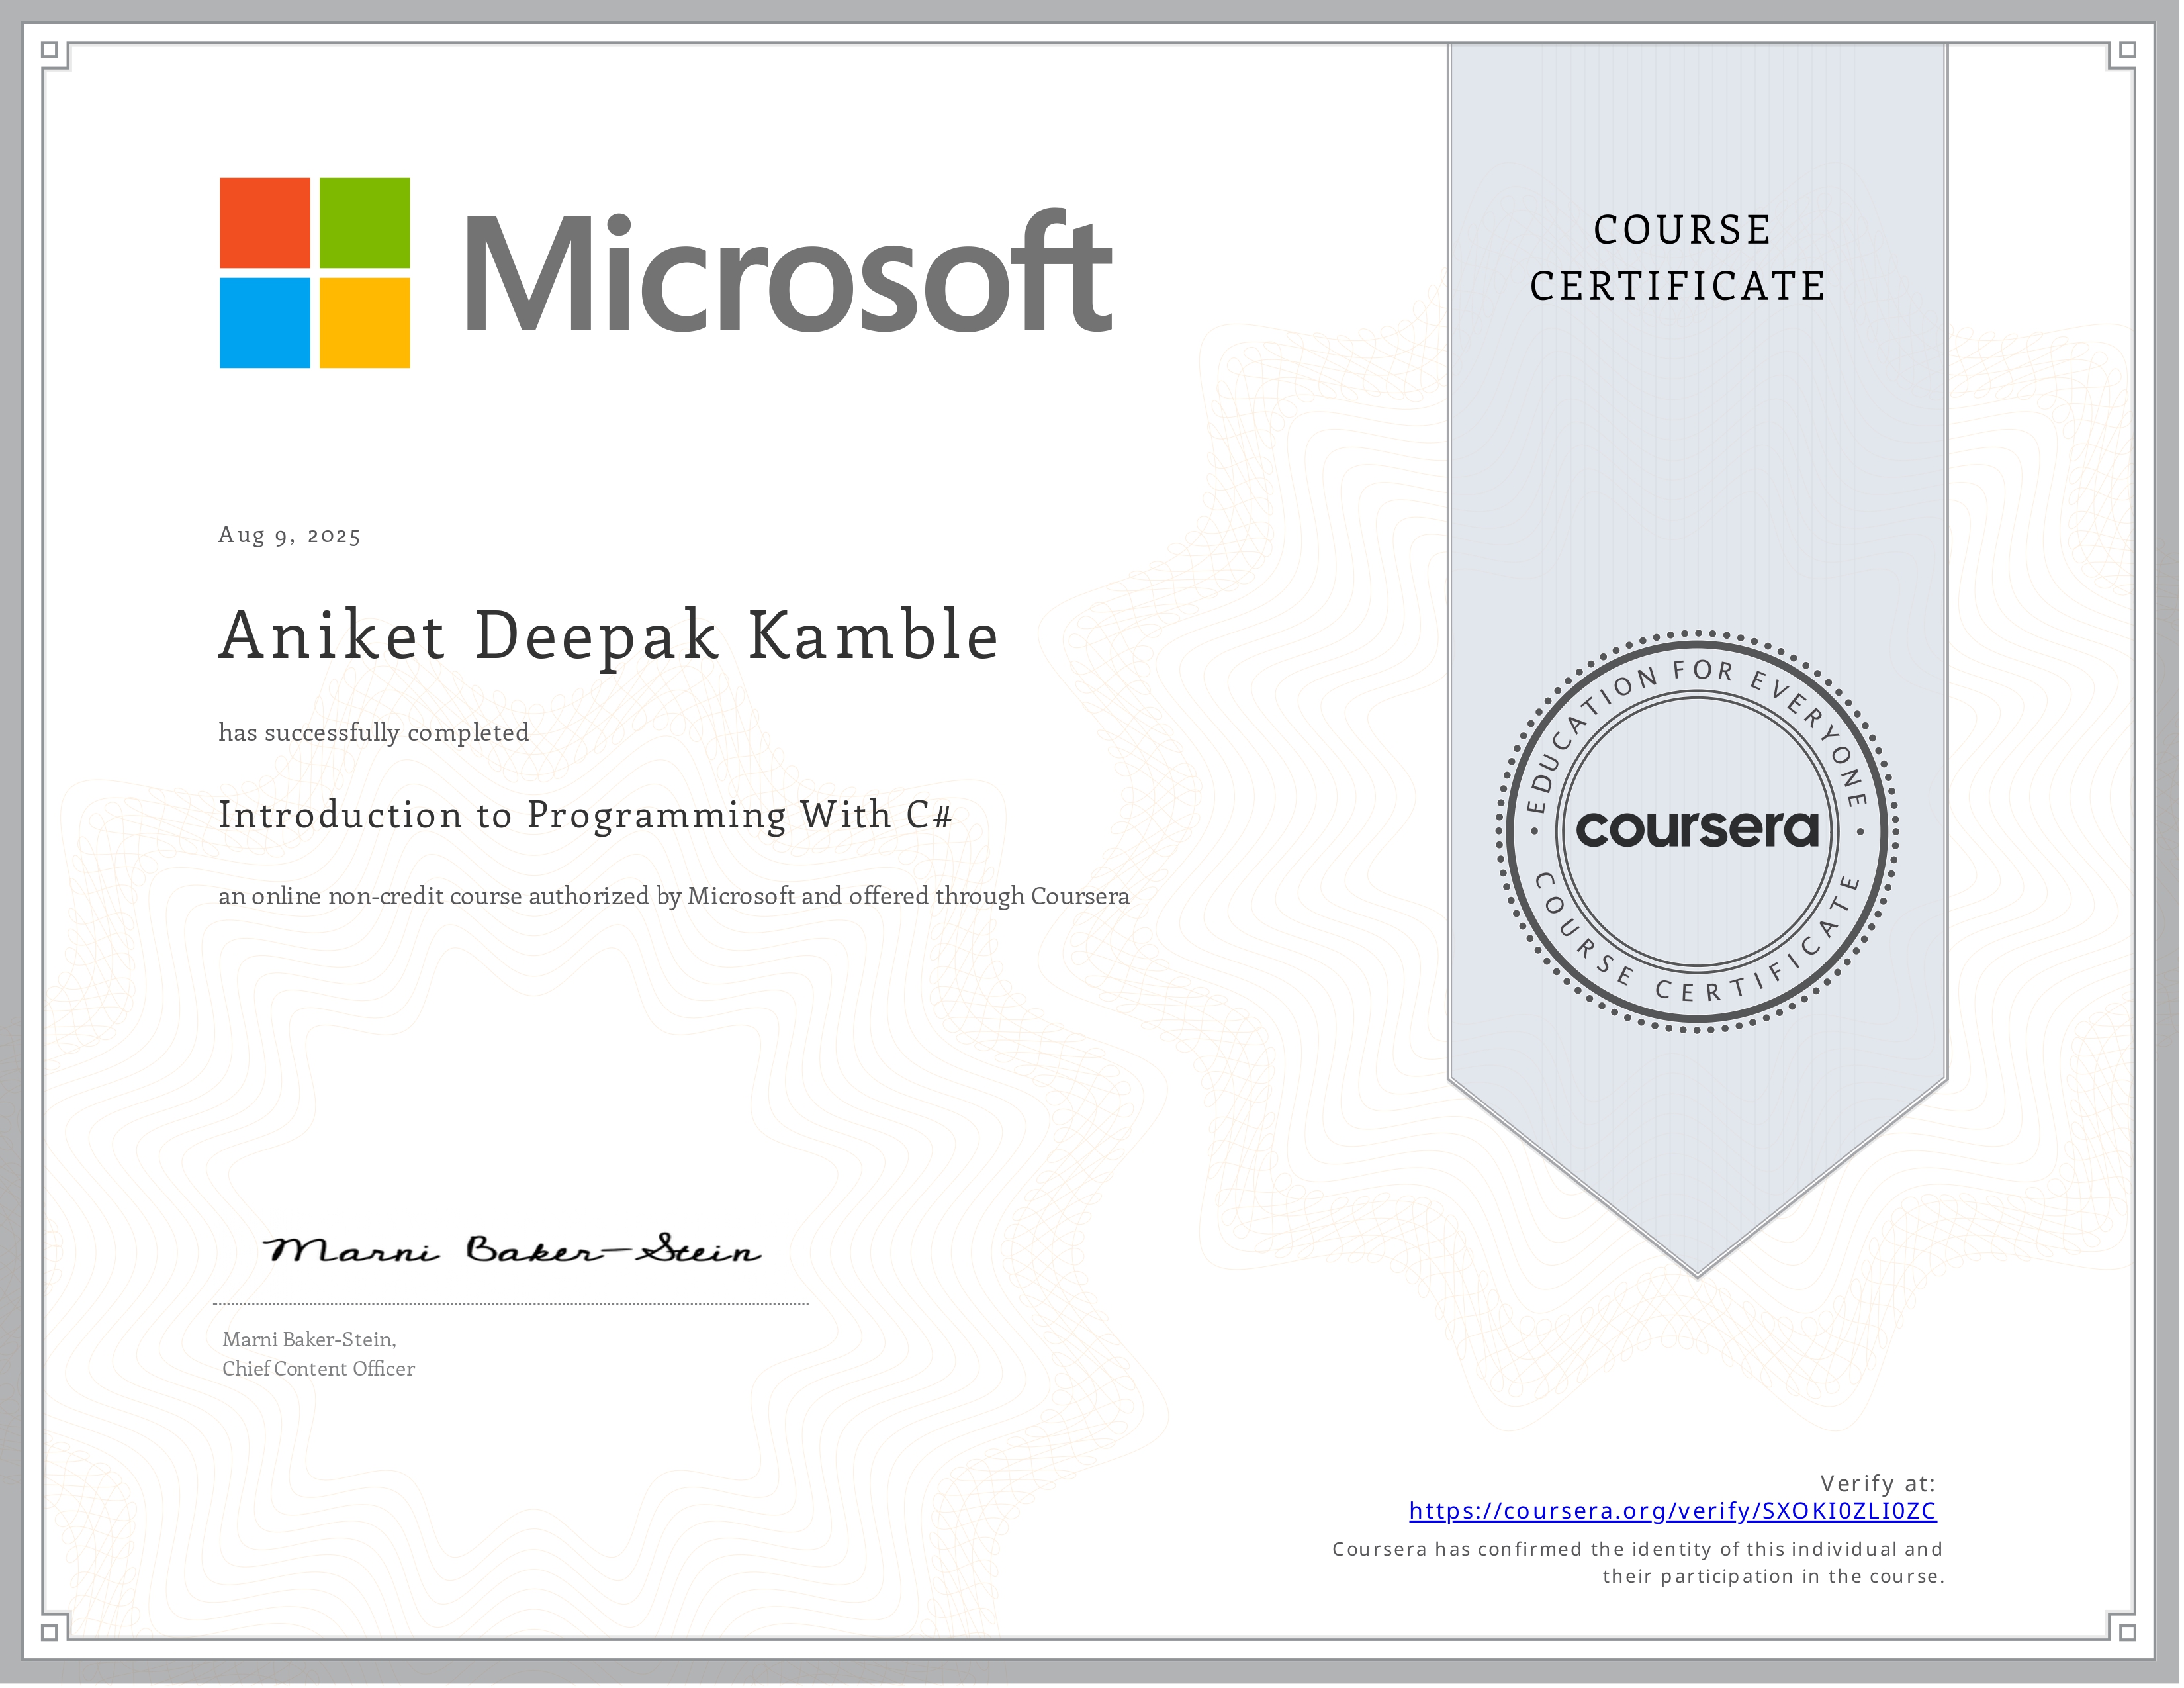 Microsoft
COURSE
CERTIFICATE
Aug 9, 2025
Aniket Deepak Kamble
has successfully completed
Introduction to Programming With C#
an online non-credit course authorized by Microsoft and offered through Coursera
EDUCATION FOR EVERYONE
coursera
COURSE CERTIFICATE
Marni Baker-Stein
Marni Baker-Stein,
Chief Content Officer
Verify at:
https://coursera.org/verify/SXOKI0ZLI0ZC
Coursera has confirmed the identity of this individual and
their participation in the course.